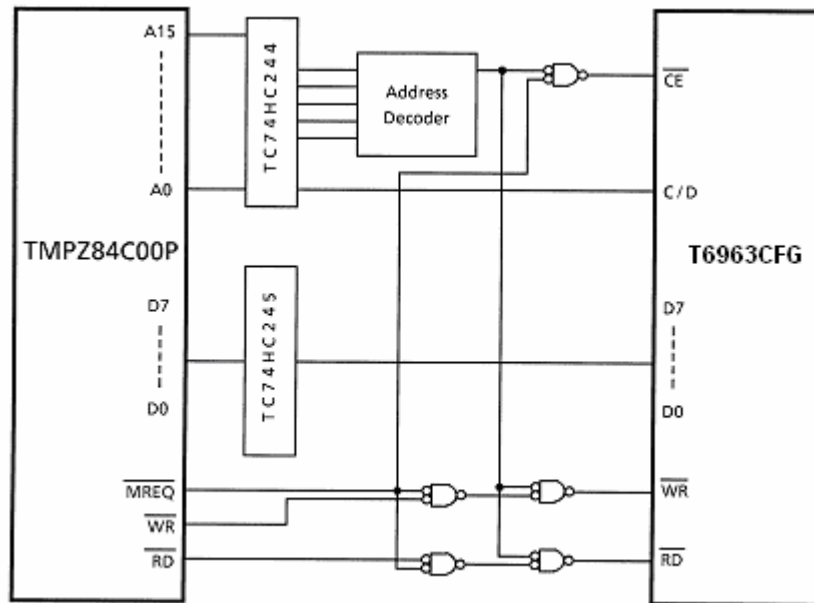 A15
TC74HC244
Address
Decoder
CE
A0
C / D
TMPZ84C00P
T6963CFG
D7
TC74HC245
D7
D0
D0
MREQ
WR
WR
RD
RD